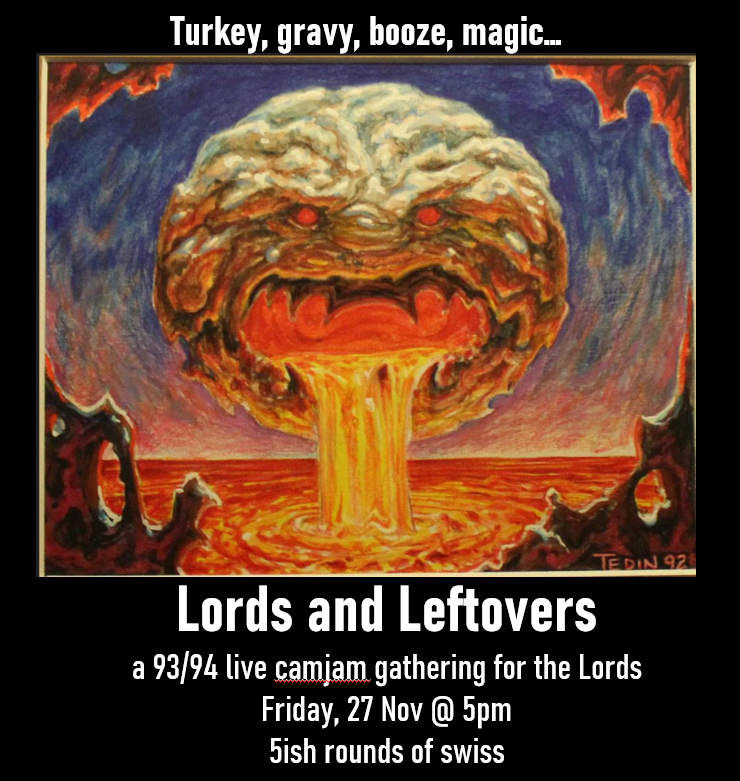 Turkey, gravy, booze, magic...
TEDIN 92
Lords and Leftovers
a 93/94 live camjam gathering for the Lords
Friday, 27 Nov @ 5pm
5ish rounds of swiss